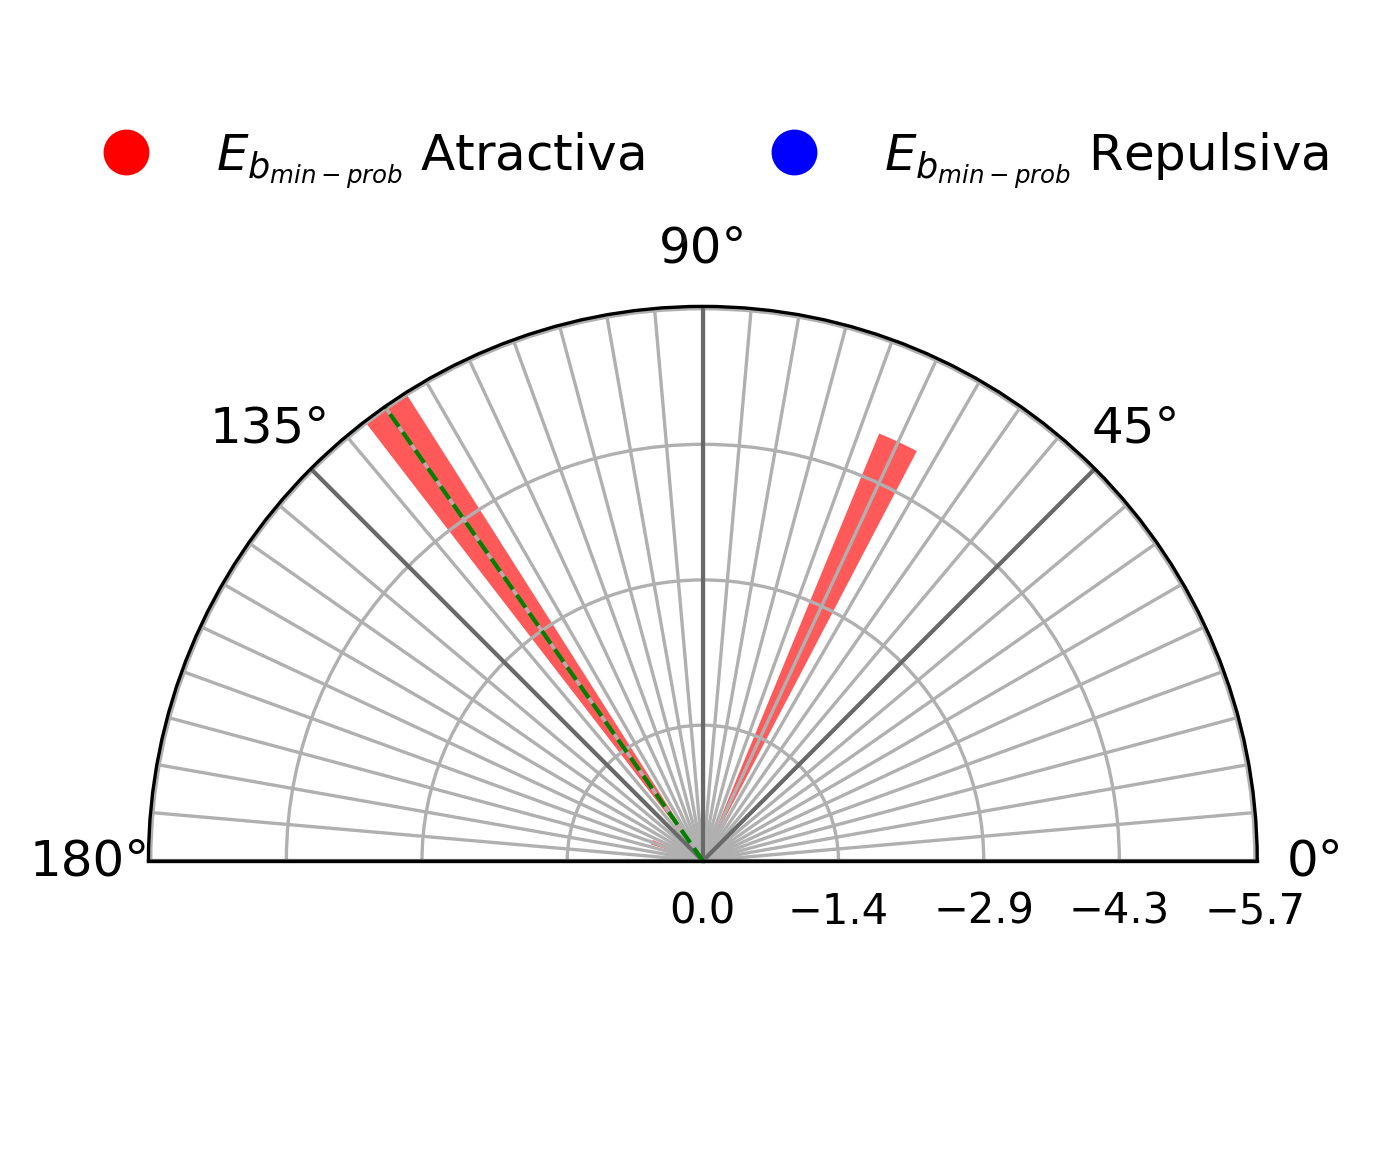 E_{b_{min-prob}} Atractiva E_{b_{min-prob}} Repulsiva
90°
135° 45°
180° 0°
0.0 −1.4 −2.9 −4.3 −5.7